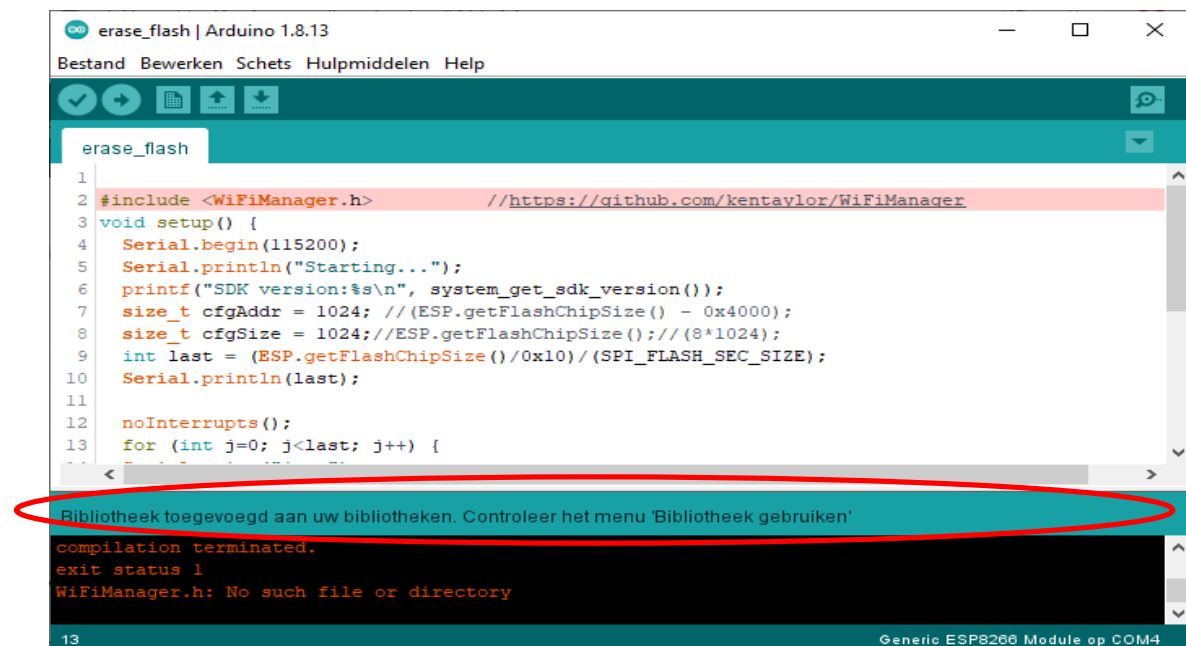 erase_flash | Arduino 1.8.13
Bestand Bewerken Schets Hulpmiddelen Help
erase_flash
1
2 #include <WiFiManager.h> //https://github.com/kentaylor/WiFiManager
3 void setup() {
4 Serial.begin(115200);
5 Serial.println("Starting...");
6 printf("SDK version:%s\n", system_get_sdk_version());
7 size_t cfgAddr = 1024; //(ESP.getFlashChipSize() - 0x4000);
8 size_t cfgSize = 1024;//ESP.getFlashChipSize();//(8*1024);
9 int last = (ESP.getFlashChipSize()/0x10)/(SPI_FLASH_SEC_SIZE);
10 Serial.println(last);
11
12 noInterrupts();
13 for (int j=0; j<last; j++) {
Bibliotheek toegevoegd aan uw bibliotheken. Controleer het menu 'Bibliotheek gebruiken'
compilation terminated.
exit status 1
WiFiManager.h: No such file or directory
13 Generic ESP8266 Module op COM4